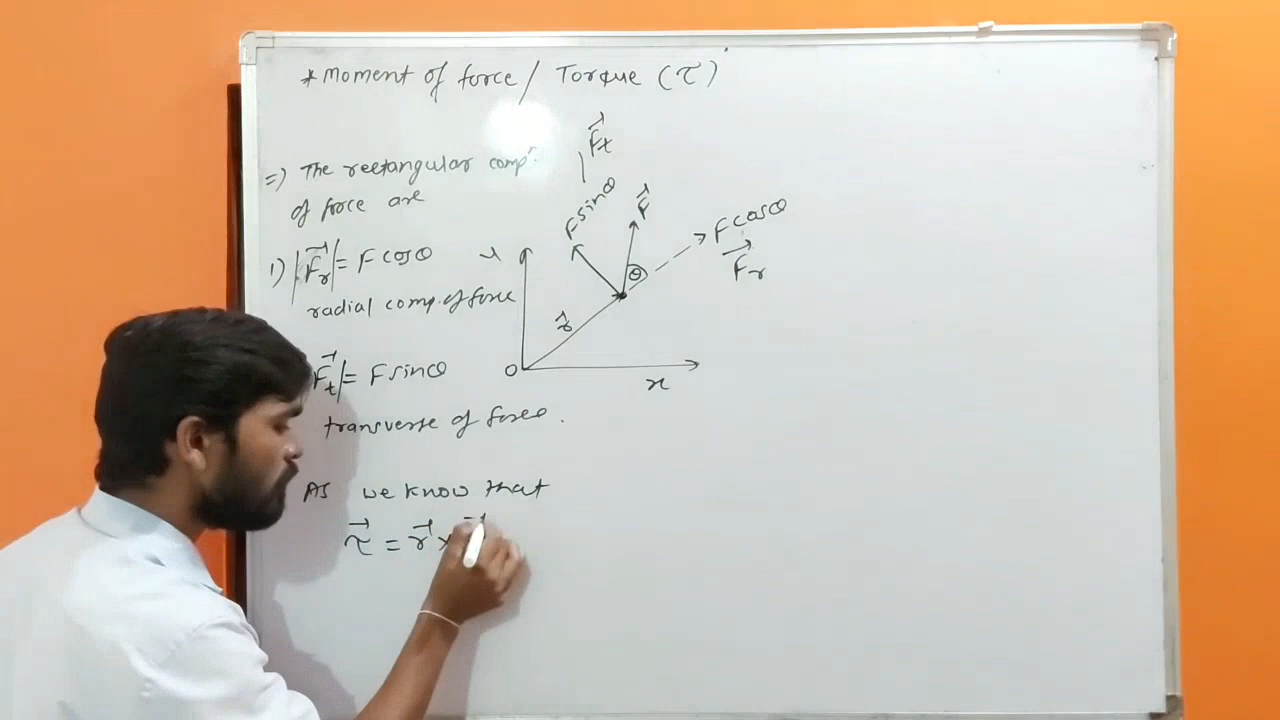 * Moment of force / Torque (τ)
=) The rectangular comp.
of force are
1) |F⃗r| = F cosθ
radial comp. of force
F⃗t| = F sinθ
transverse of force.
As we know that
τ⃗ = r⃗ ×
F⃗t
F sinθ
F⃗
F cosθ
F⃗r
θ
y
r⃗
O
x